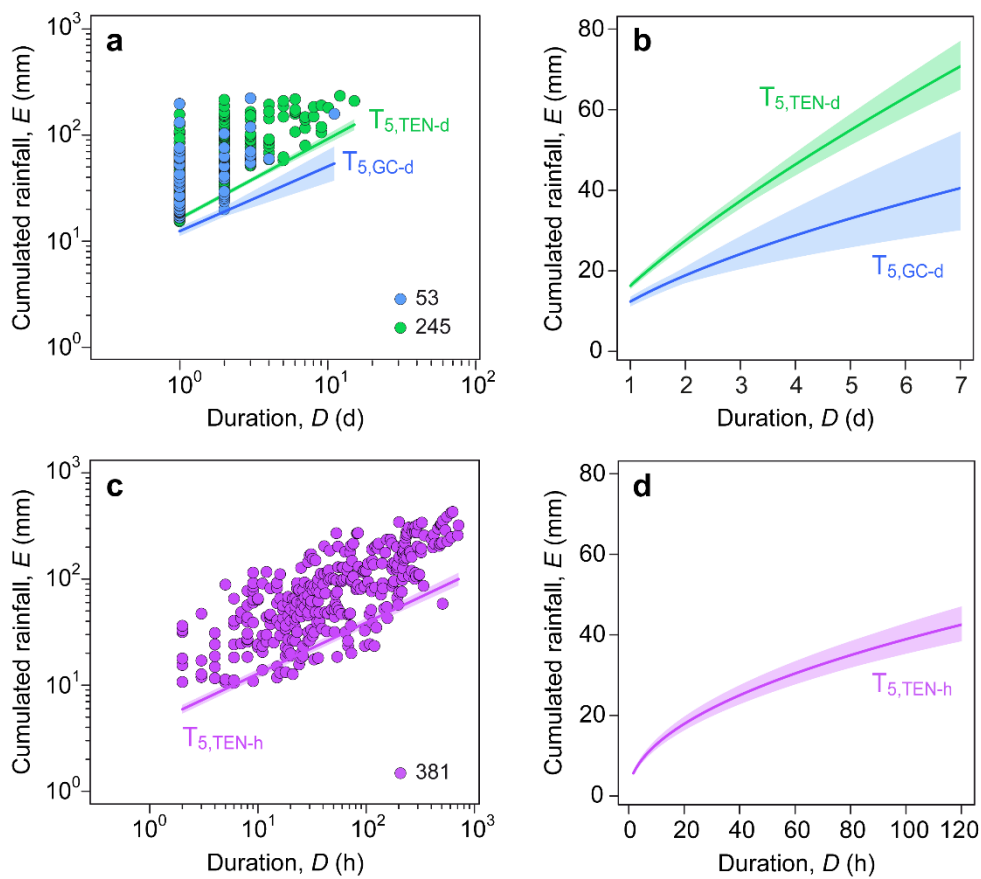 a
Cumulated rainfall, E (mm)
10³
10²
10¹
10⁰
T5,TEN-d
T5,GC-d
53
245
10⁰
10¹
10²
Duration, D (d)
b
Cumulated rainfall, E (mm)
80
60
40
20
0
T5,TEN-d
T5,GC-d
1 2 3 4 5 6 7
Duration, D (d)
c
Cumulated rainfall, E (mm)
10³
10²
10¹
10⁰
T5,TEN-h
381
10⁰ 10¹ 10² 10³
Duration, D (h)
d
Cumulated rainfall, E (mm)
80
60
40
20
0
T5,TEN-h
0 20 40 60 80 100 120
Duration, D (h)